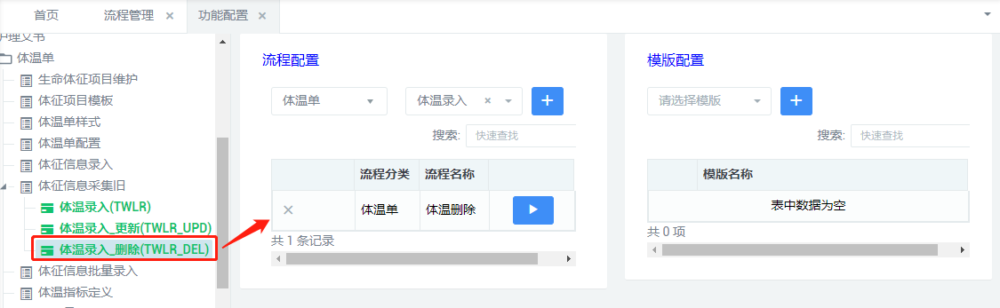 首页
流程管理 ×
功能配置 ×
护理文书
体温单
生命体征项目维护
体征项目模板
体温单样式
体温单配置
体征信息录入
体征信息采集旧
体温录入(TWLR)
体温录入_更新(TWLR_UPD)
体温录入_删除(TWLR_DEL)
体征信息批量录入
体温指标定义
流程配置
体温单
体温录入 ×
搜索: 快速查找
流程分类 流程名称
× 体温单 体温删除
共 1 条记录
模版配置
请选择模版
搜索: 快速查找
模版名称
表中数据为空
共 0 项